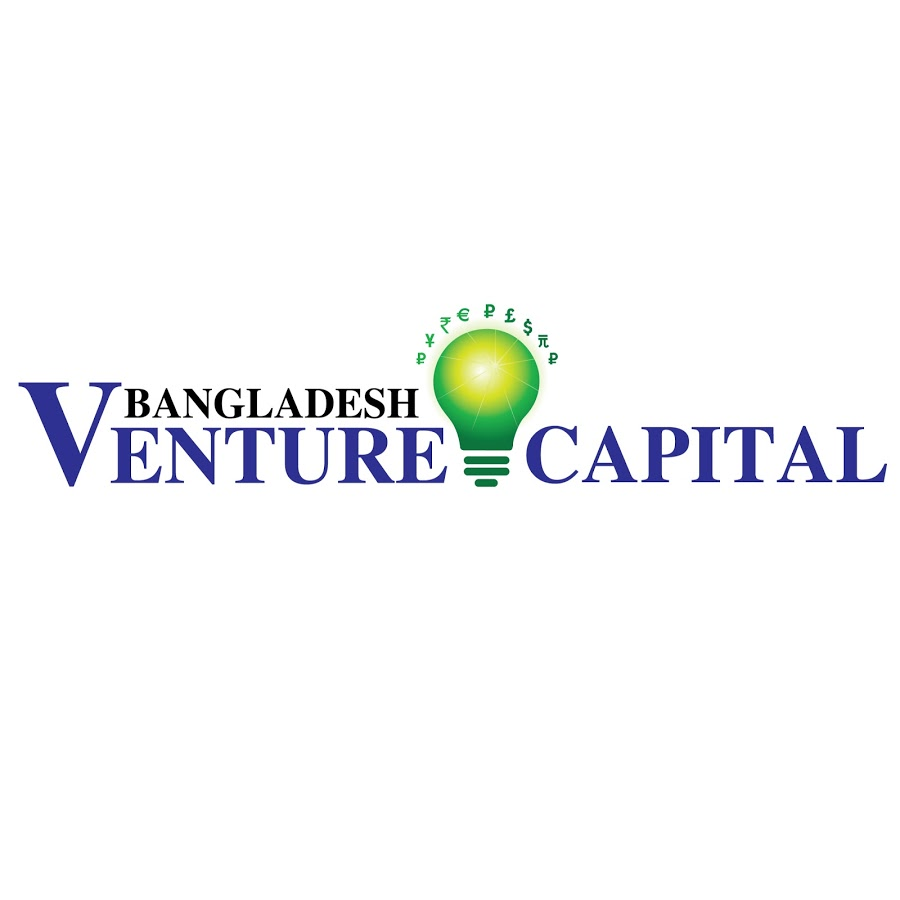 ₽ ¥ ₹ € ₽ £ $ ₽
BANGLADESH
VENTURE CAPITAL